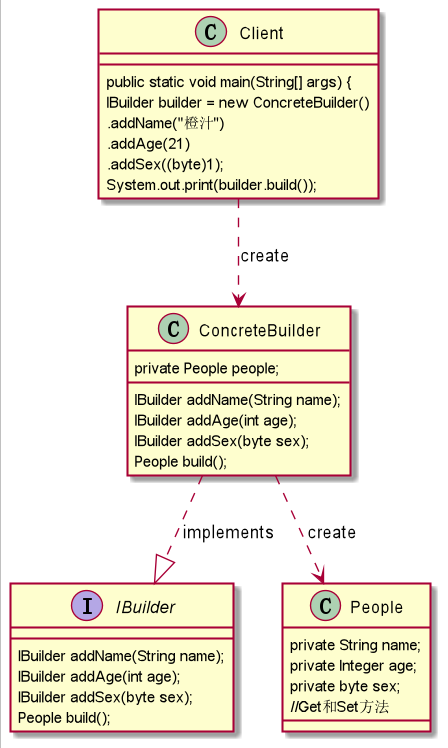 C Client
public static void main(String[] args) {
IBuilder builder = new ConcreteBuilder()
.addName("橙汁")
.addAge(21)
.addSex((byte)1);
System.out.print(builder.build());
create
C ConcreteBuilder
private People people;
IBuilder addName(String name);
IBuilder addAge(int age);
IBuilder addSex(byte sex);
People build();
implements
create
I IBuilder
IBuilder addName(String name);
IBuilder addAge(int age);
IBuilder addSex(byte sex);
People build();
C People
private String name;
private Integer age;
private byte sex;
//Get和Set方法